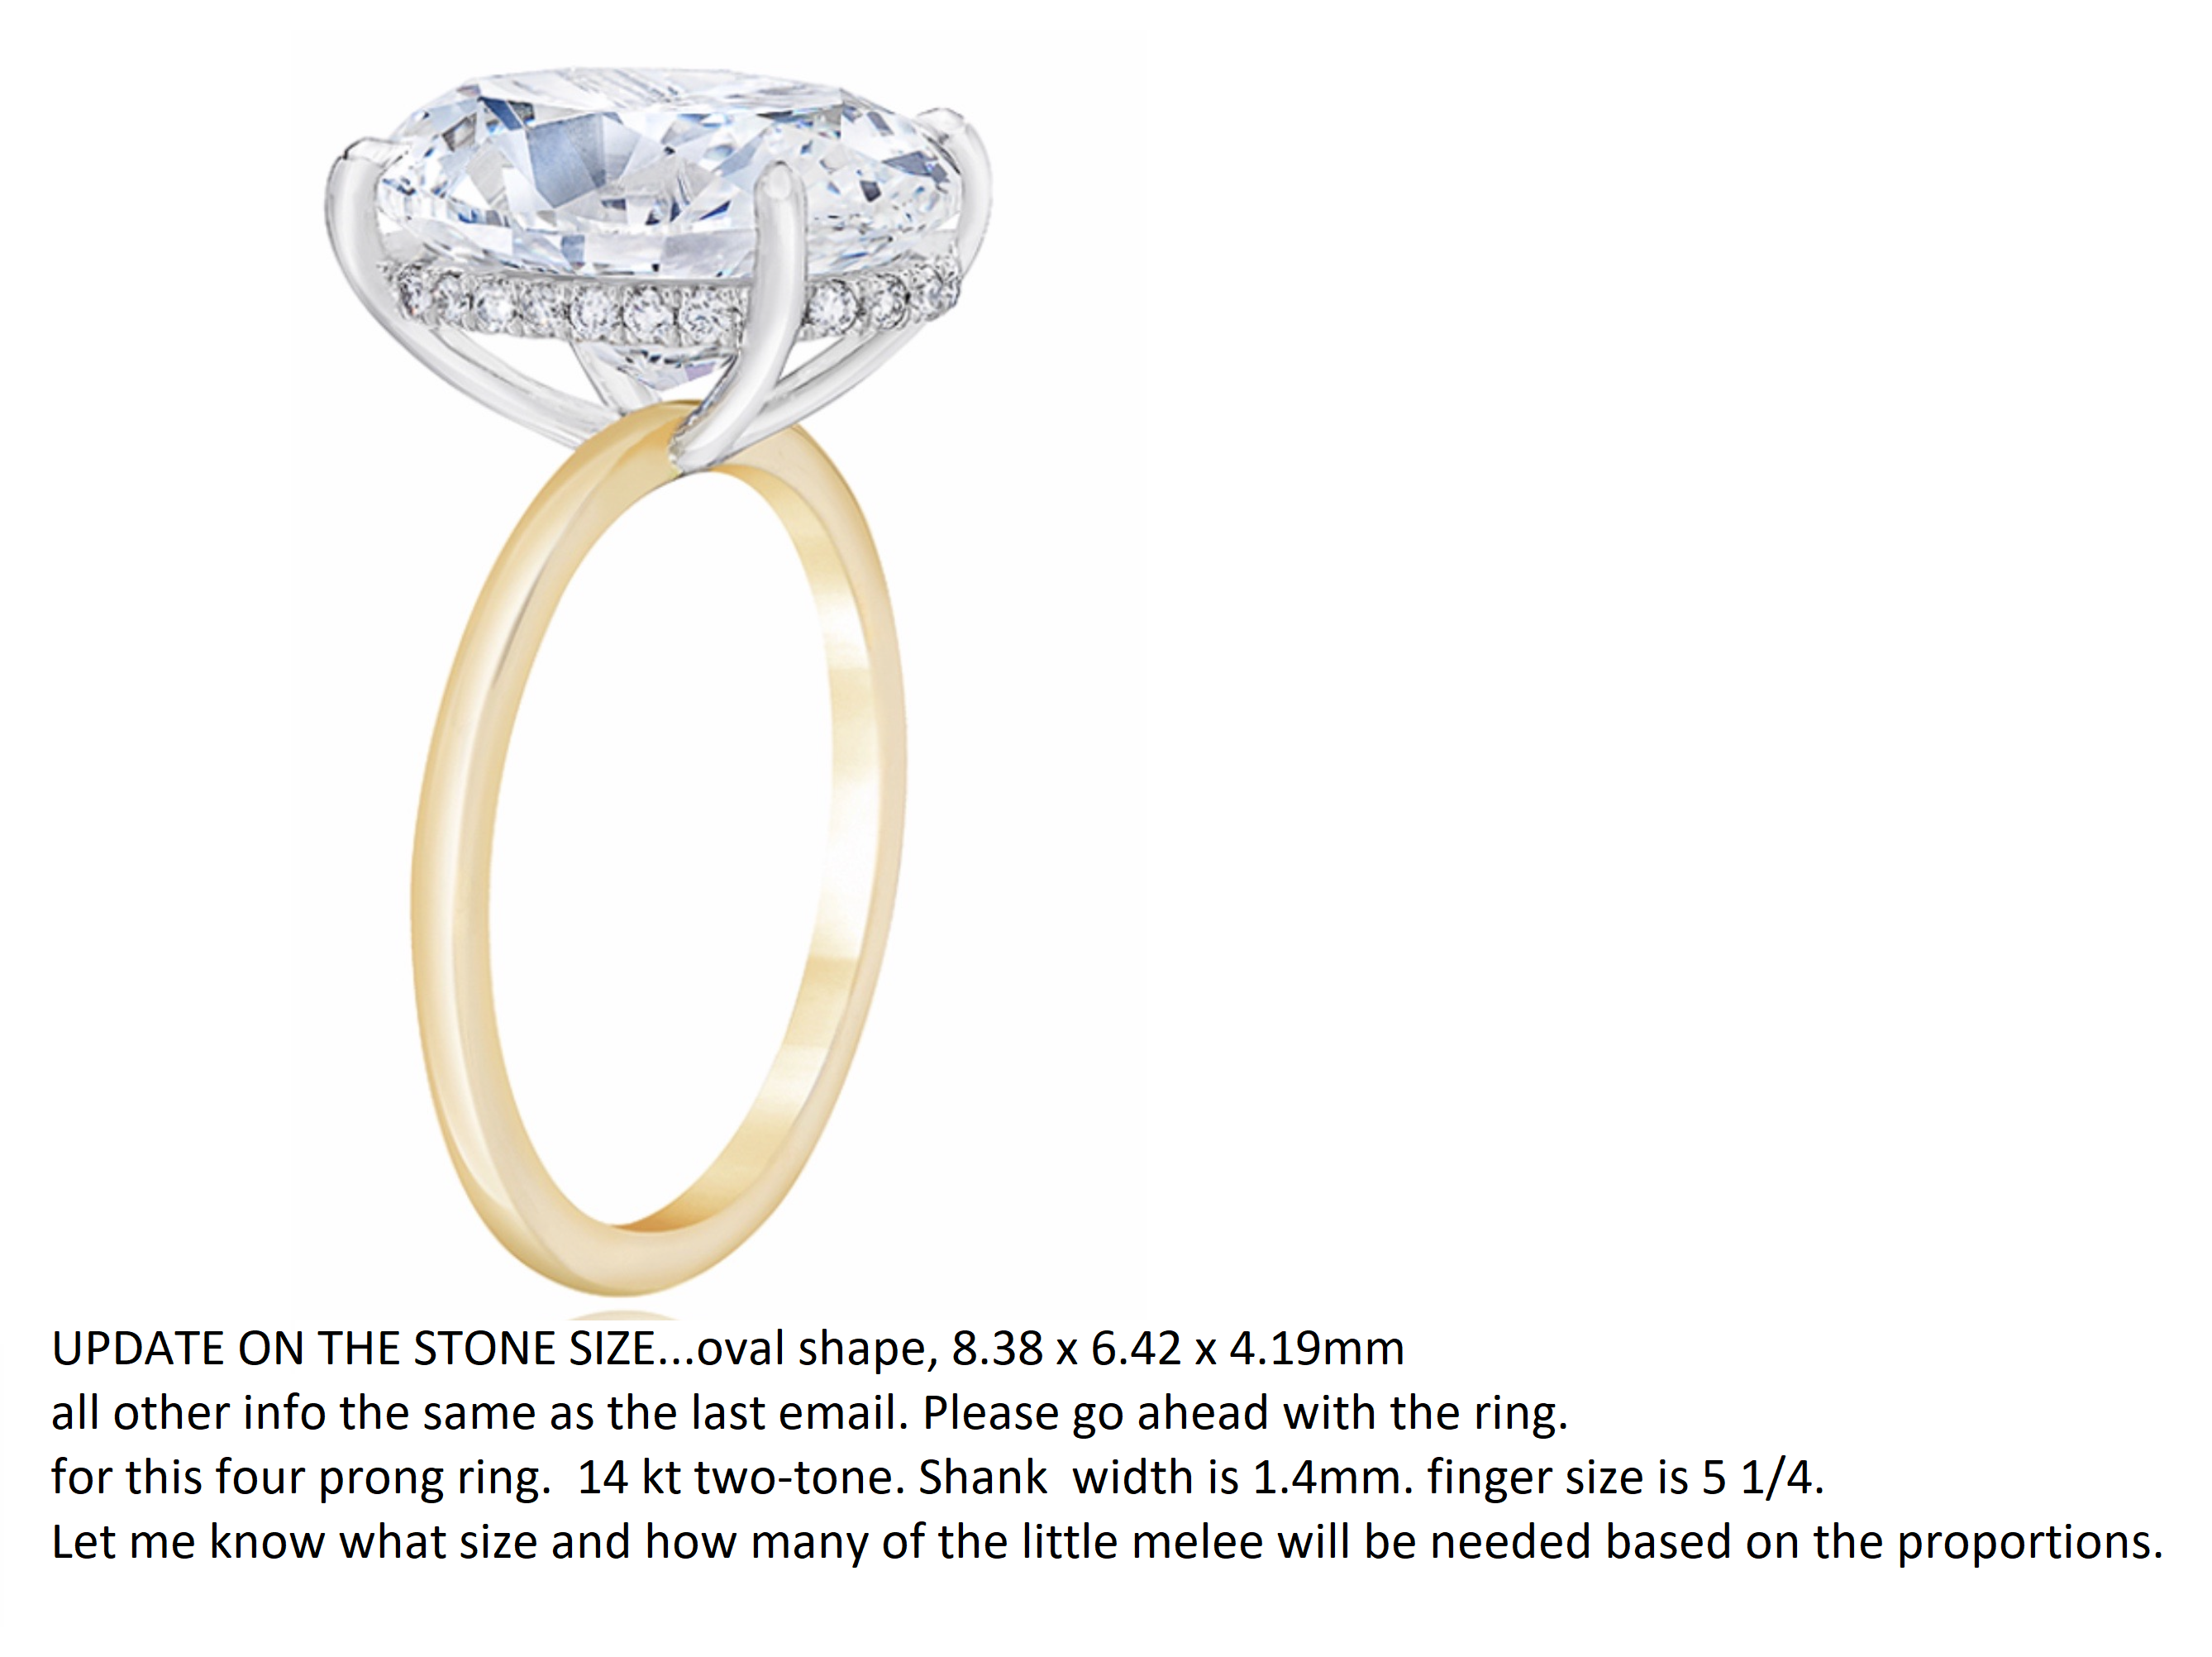 UPDATE ON THE STONE SIZE...oval shape, 8.38 x 6.42 x 4.19mm
all other info the same as the last email. Please go ahead with the ring.
for this four prong ring.  14 kt two-tone. Shank  width is 1.4mm. finger size is 5 1/4.
Let me know what size and how many of the little melee will be needed based on the proportions.